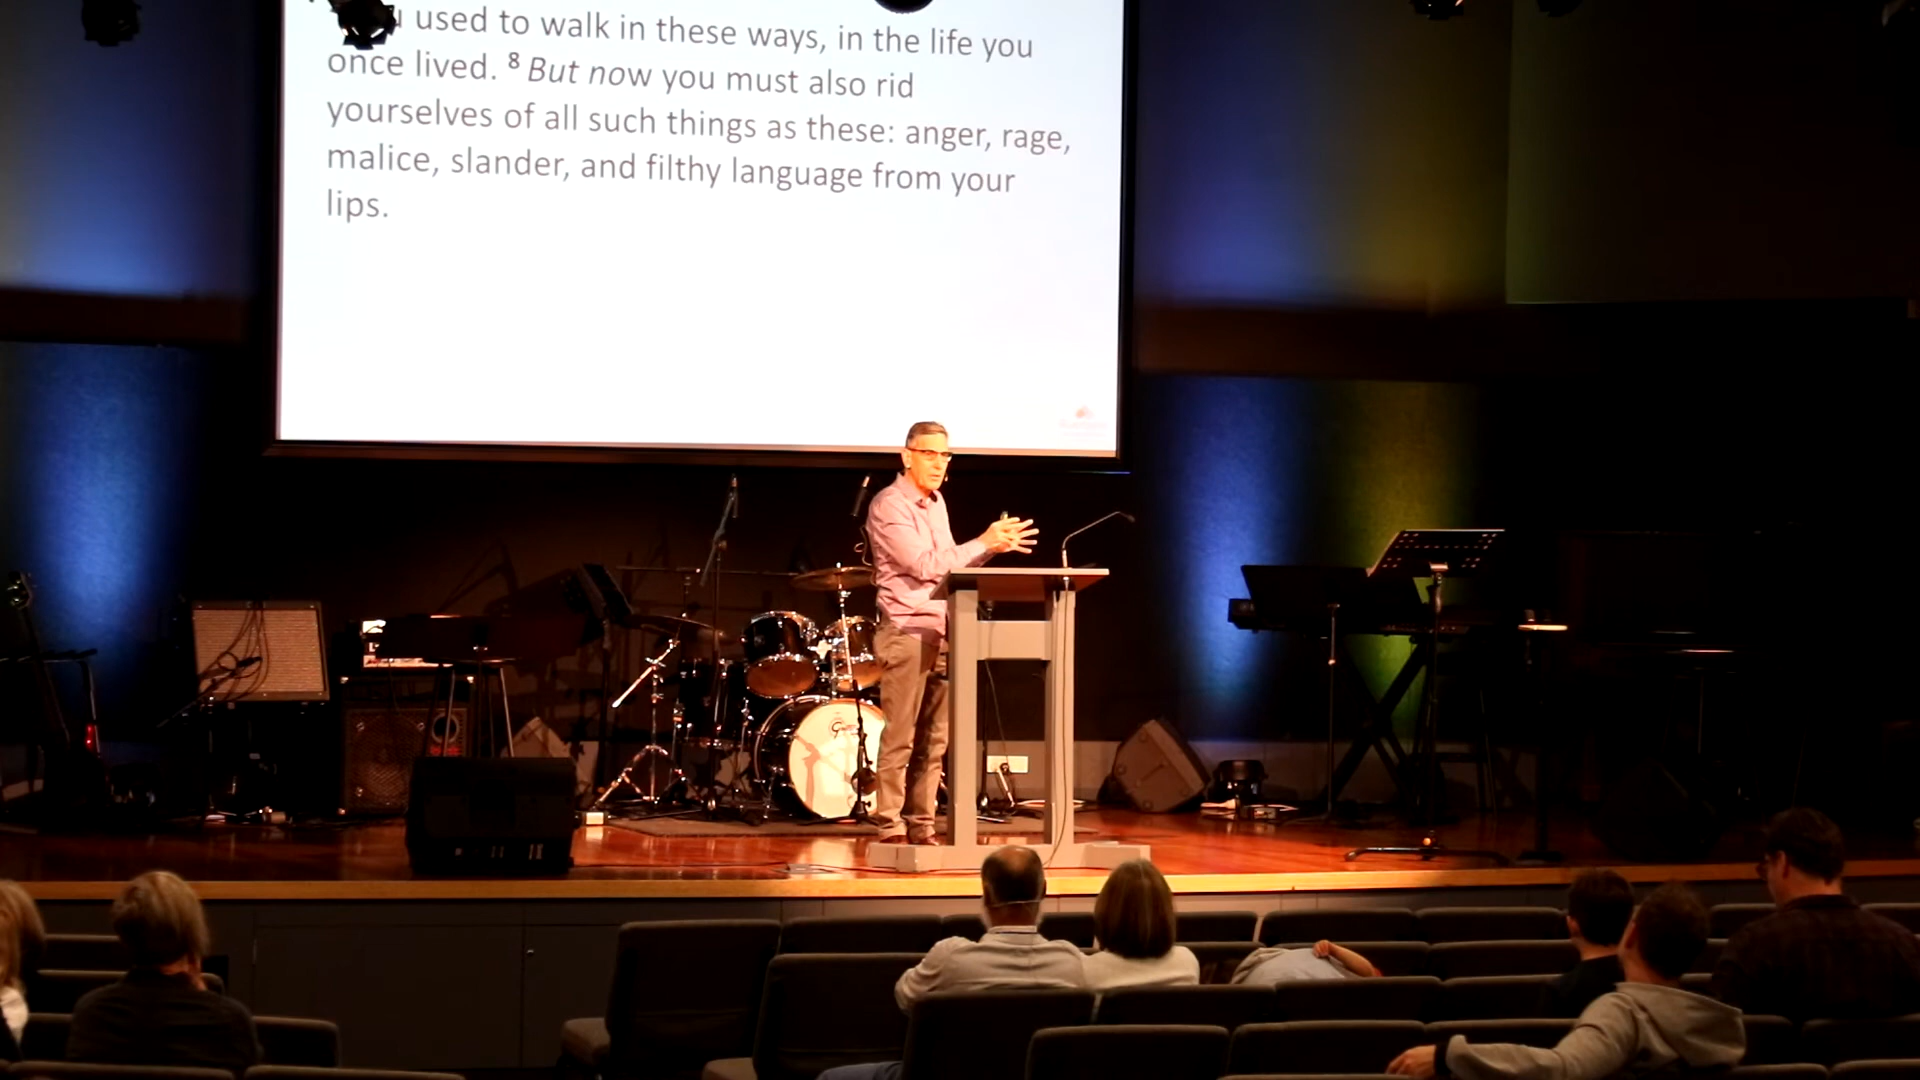 used to walk in these ways, in the life you
once lived. 8 But now you must also rid
yourselves of all such things as these: anger, rage,
malice, slander, and filthy language from your
lips.